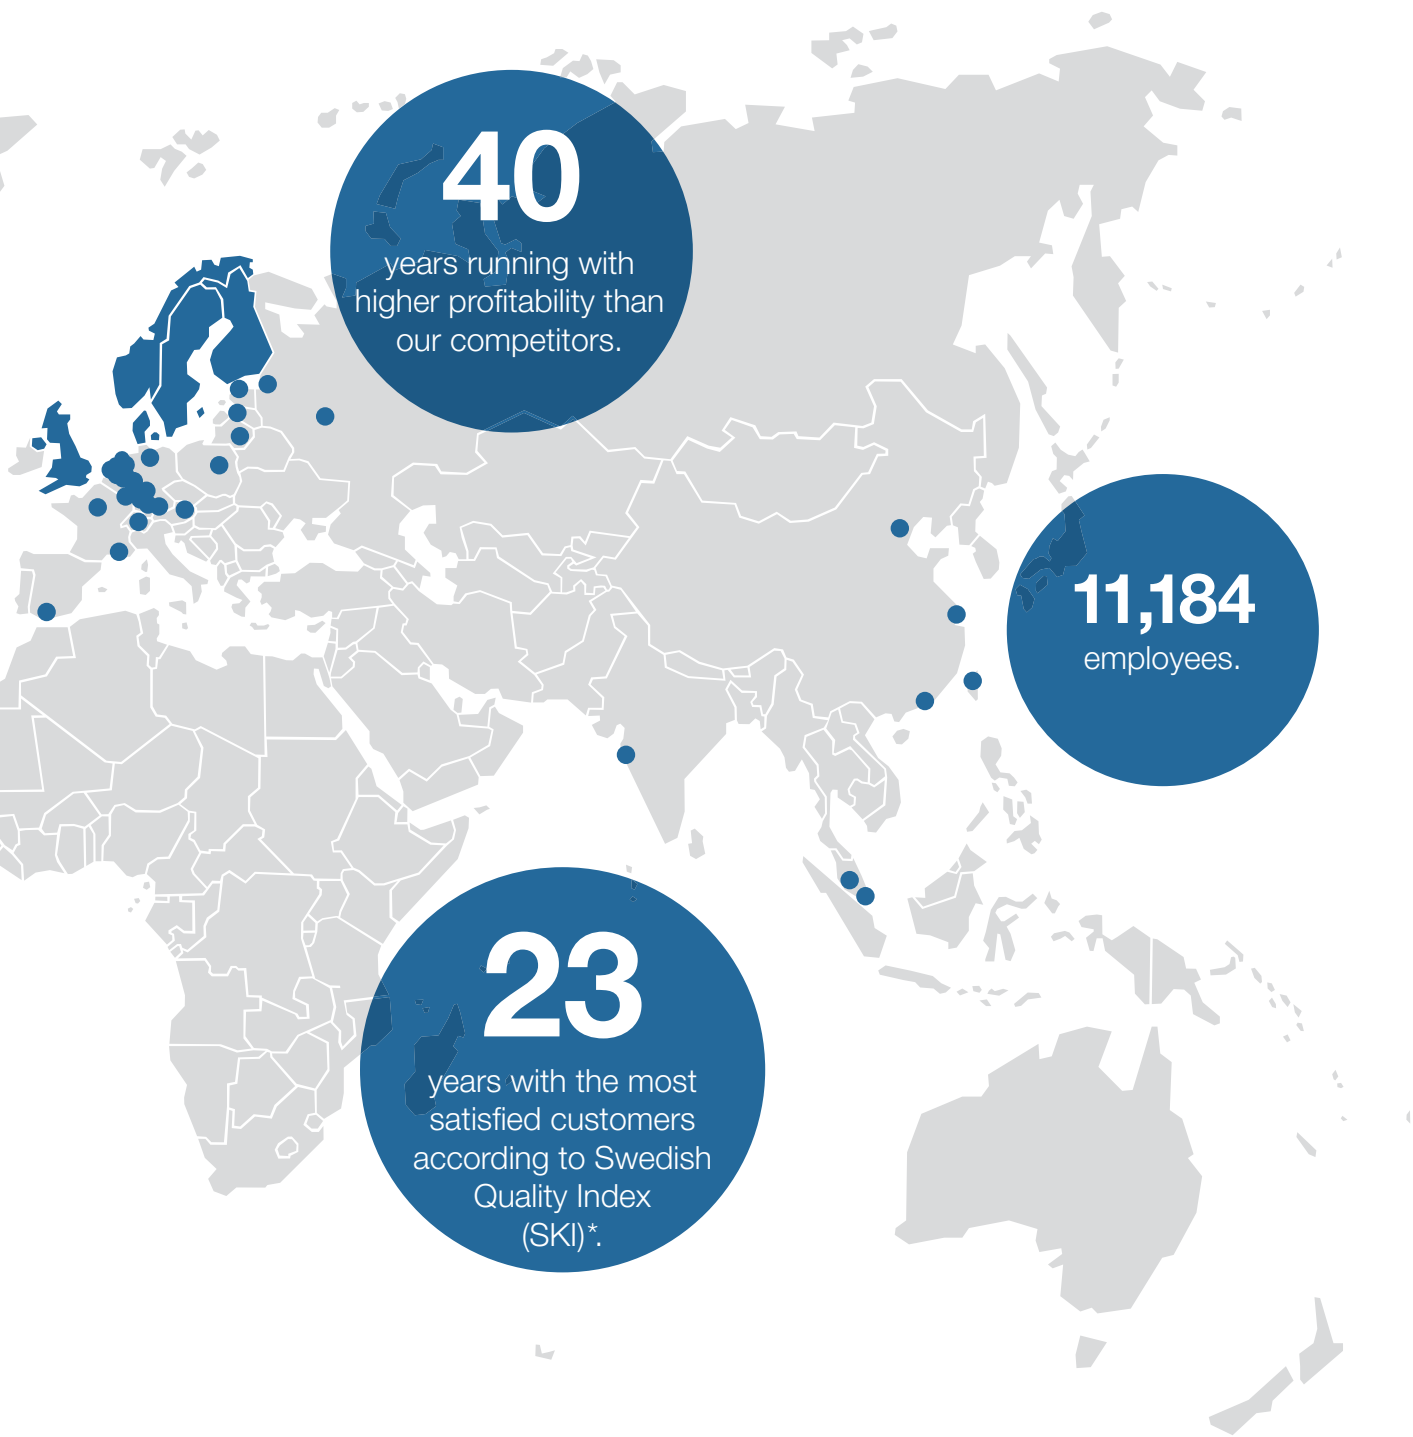 40
years running with
higher profitability than
our competitors.
11,184
employees.
23
years with the most
satisfied customers
according to Swedish
Quality Index
(SKI)*.